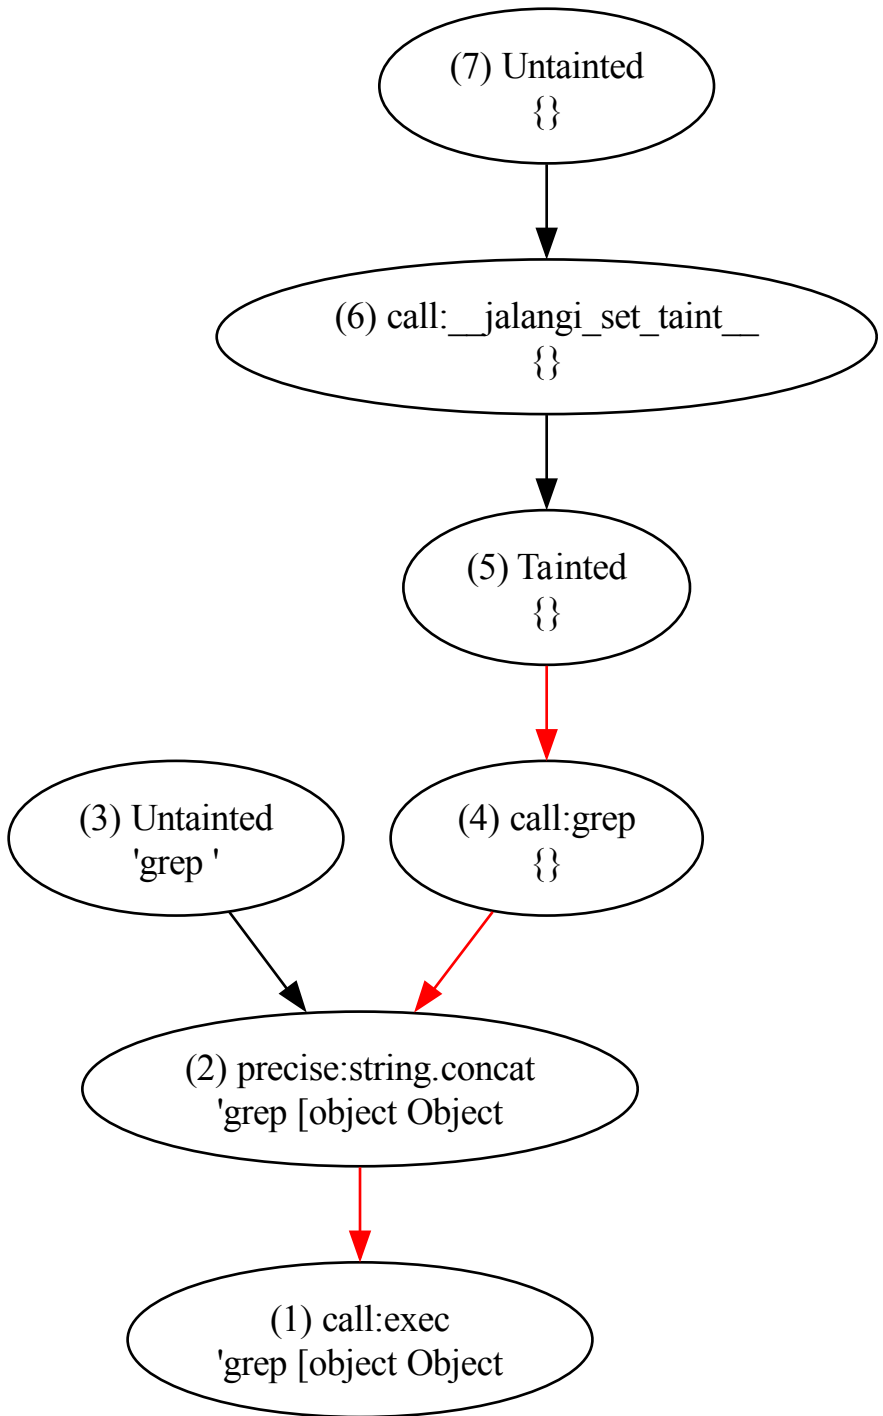 (7) Untainted
{}
(6) call:__jalangi_set_taint__
{}
(5) Tainted
{}
(3) Untainted
'grep '
(4) call:grep
{}
(2) precise:string.concat
'grep [object Object
(1) call:exec
'grep [object Object